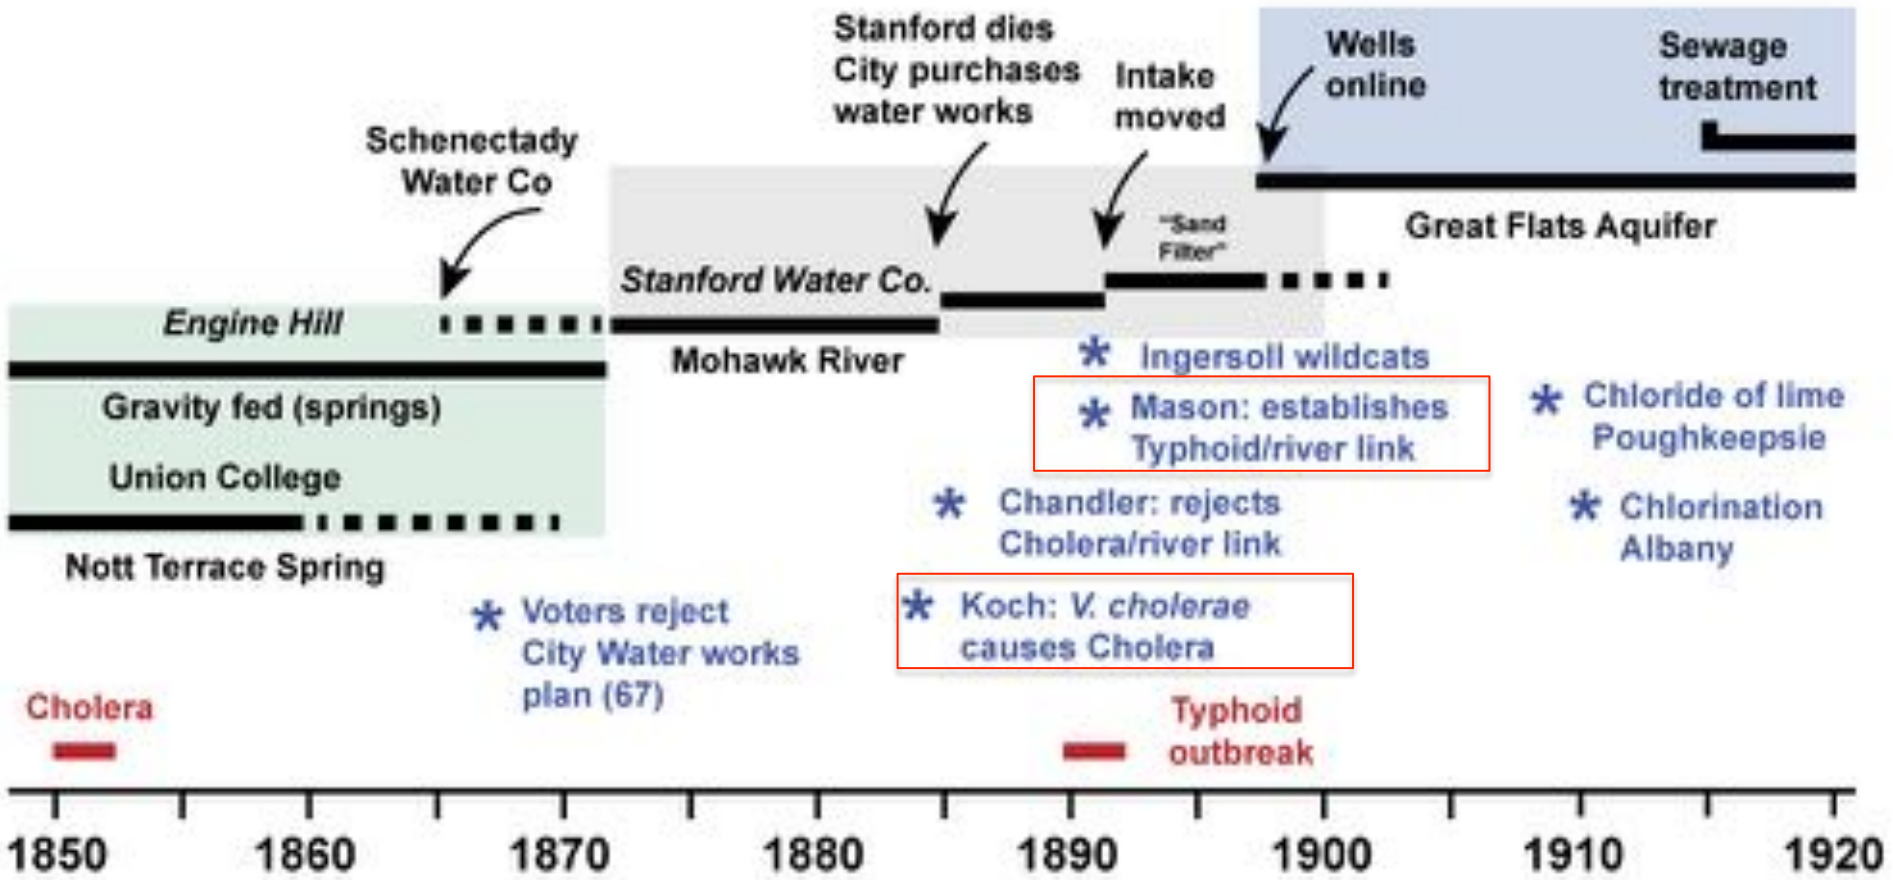 Stanford dies
City purchases
water works
Intake
moved
Wells
online
Sewage
treatment
Schenectady
Water Co
"Sand
Filter"
Great Flats Aquifer
Stanford Water Co.
Engine Hill
Mohawk River
Gravity fed (springs)
Union College
Nott Terrace Spring
* Ingersoll wildcats
* Mason: establishes
Typhoid/river link
* Chloride of lime
Poughkeepsie
* Chandler: rejects
Cholera/river link
* Chlorination
Albany
* Koch: V. cholerae
causes Cholera
* Voters reject
City Water works
plan (67)
Cholera
Typhoid
outbreak
1850 1860 1870 1880 1890 1900 1910 1920